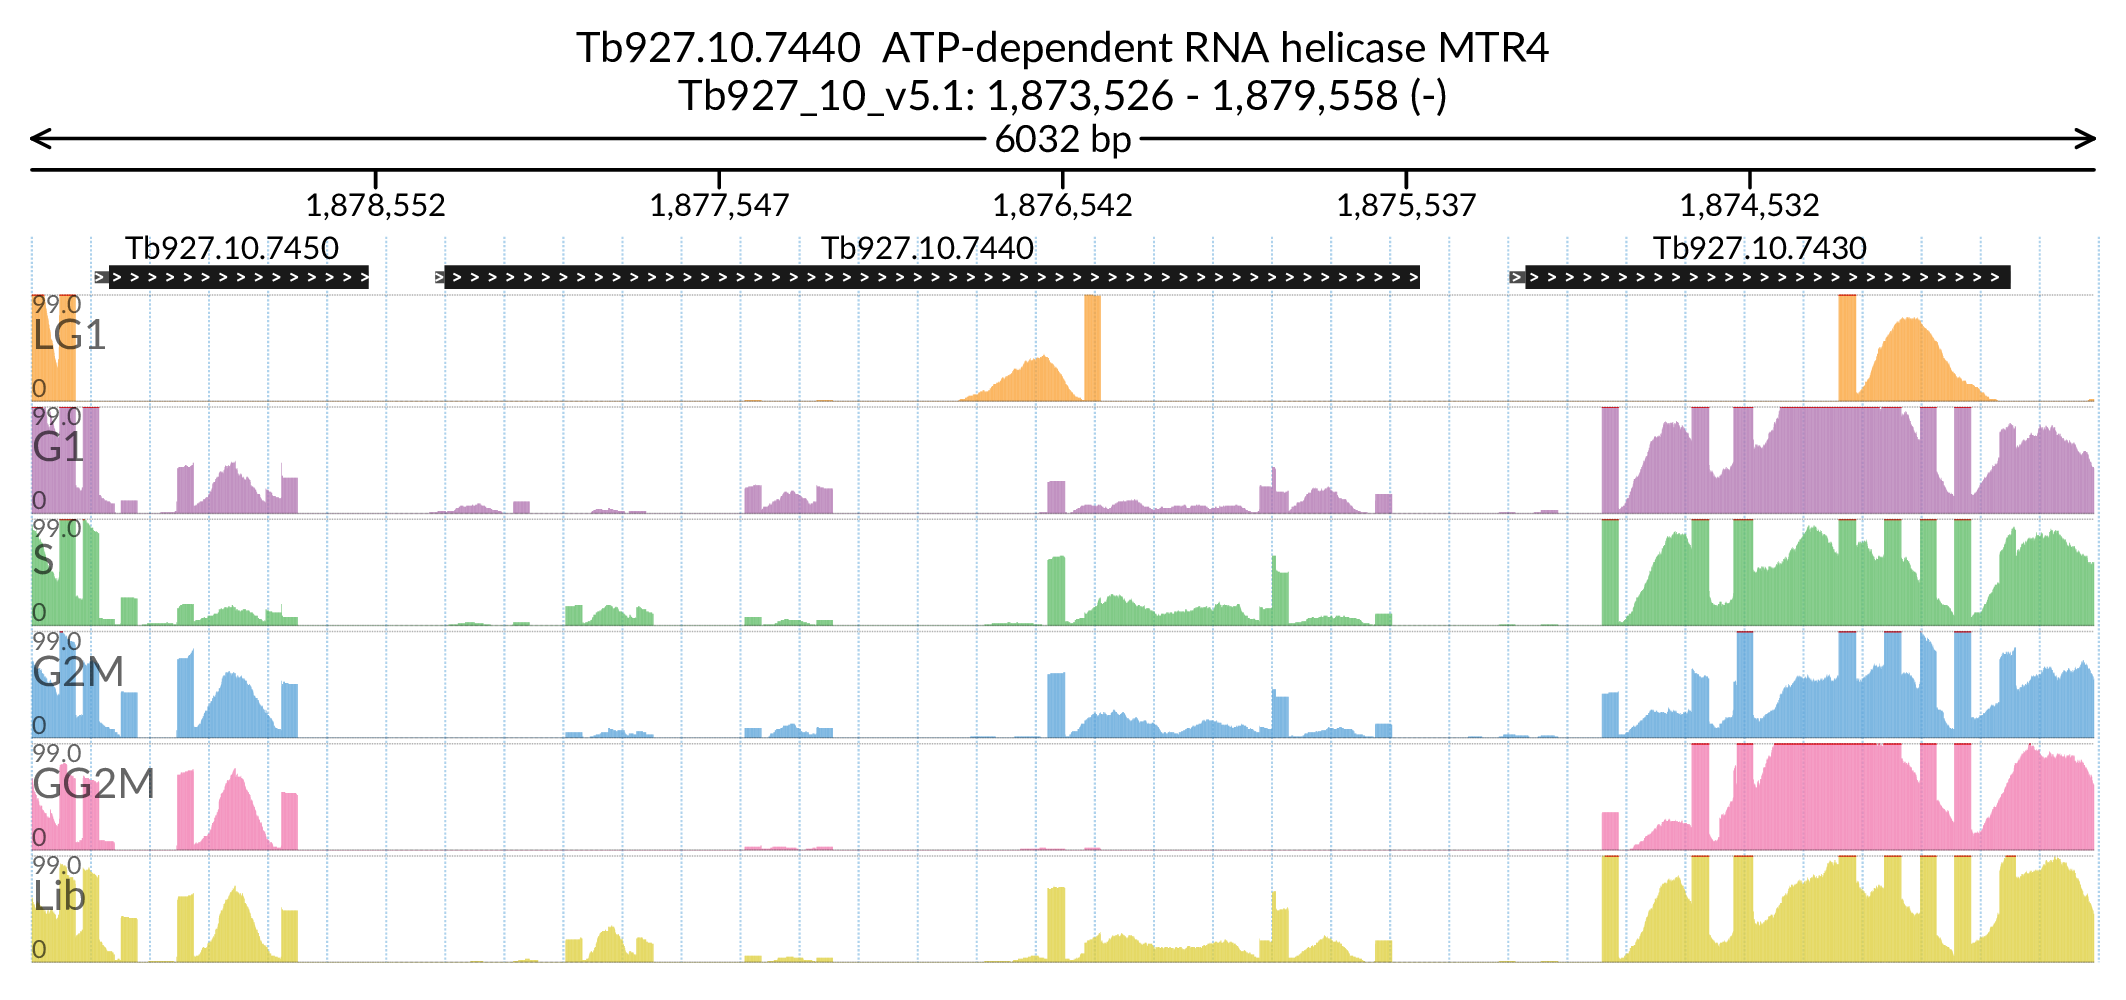 Tb927.10.7440  ATP-dependent RNA helicase MTR4
Tb927_10_v5.1: 1,873,526 - 1,879,558 (-)
6032 bp
1,878,552 1,877,547 1,876,542 1,875,537 1,874,532
Tb927.10.7450 Tb927.10.7440 Tb927.10.7430
99.0
LG1
0
99.0
G1
0
99.0
S
0
99.0
G2M
0
99.0
GG2M
0
99.0
Lib
0